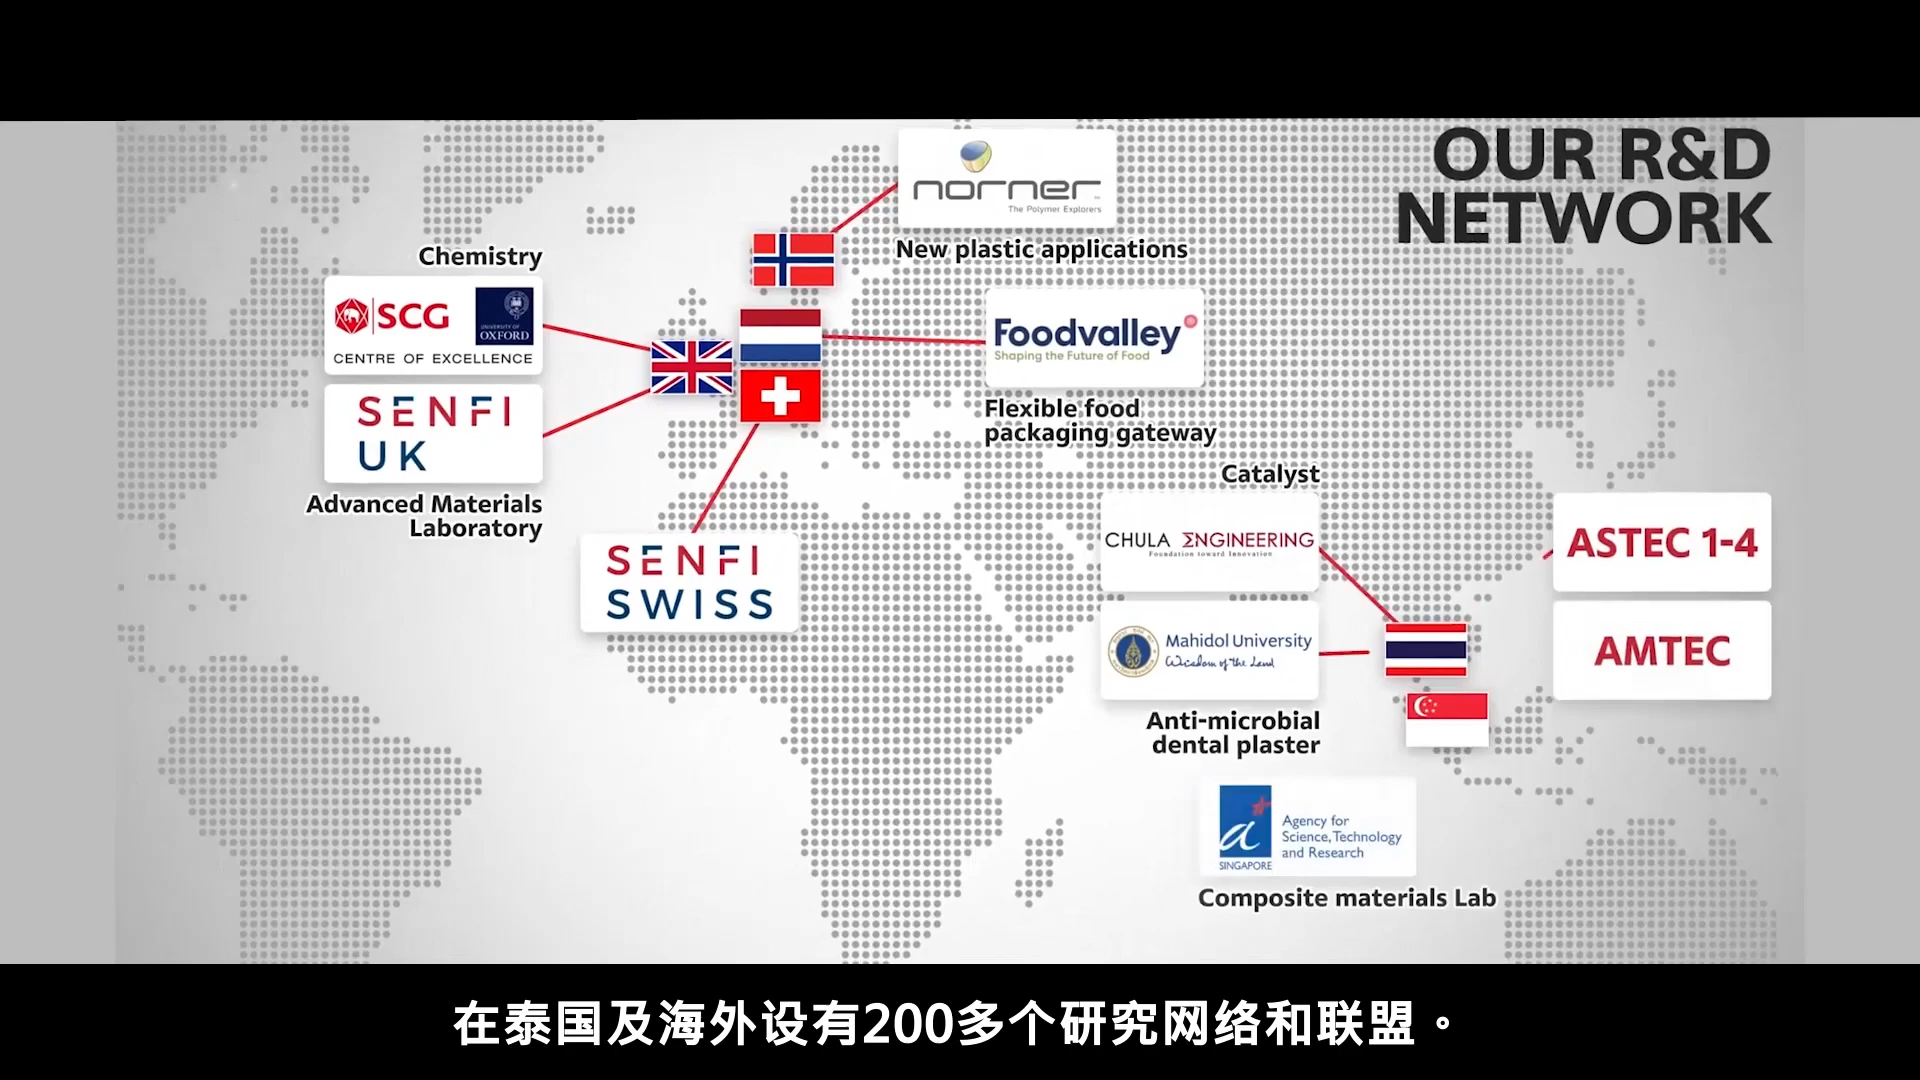 OUR R&D
NETWORK
norner
The Polymer Explorers
New plastic applications
Chemistry
SCG
UNIVERSITY OF
OXFORD
CENTRE OF EXCELLENCE
SENFI
UK
Advanced Materials
Laboratory
Foodvalley
Shaping the Future of Food
Flexible food
packaging gateway
SENFI
SWISS
Catalyst
CHULA ΣNGINEERING
Foundation toward Innovation
Mahidol University
Wisdom of the Land
Anti-microbial
dental plaster
ASTEC 1-4
AMTEC
a
SINGAPORE
Agency for
Science, Technology
and Research
Composite materials Lab
在泰国及海外设有200多个研究网络和联盟。